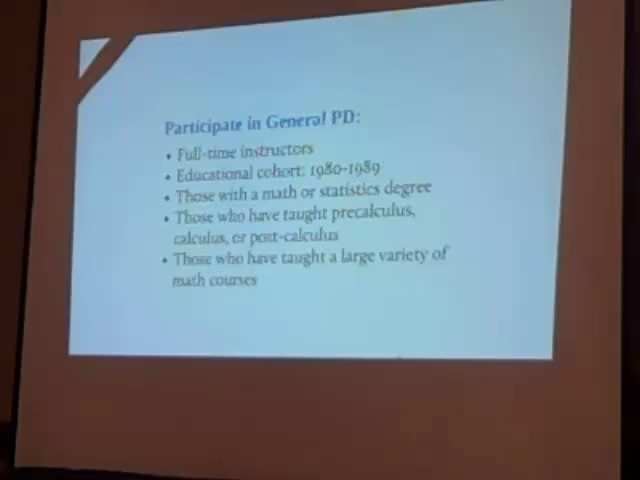 Participate in General PD:
• Full-time instructors
• Educational cohort: 1980-1989
• Those with a math or statistics degree
• Those who have taught precalculus,
calculus, or post-calculus
• Those who have taught a large variety of
math courses